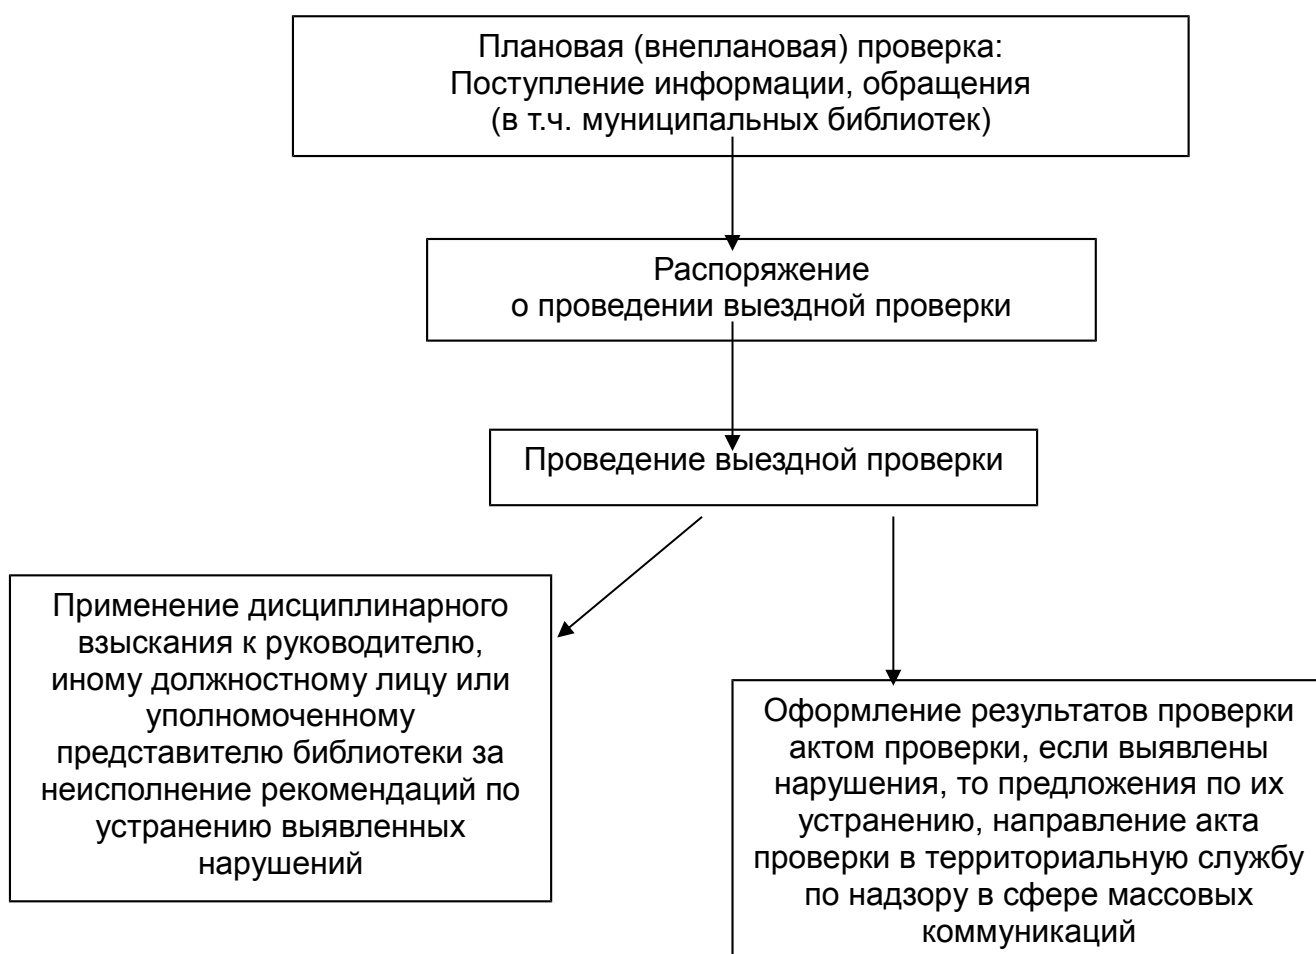 Плановая (внеплановая) проверка:
Поступление информации, обращения
(в т.ч. муниципальных библиотек)
Распоряжение
о проведении выездной проверки
Проведение выездной проверки
Применение дисциплинарного
взыскания к руководителю,
иному должностному лицу или
уполномоченному
представителю библиотеки за
неисполнение рекомендаций по
устранению выявленных
нарушений
Оформление результатов проверки
актом проверки, если выявлены
нарушения, то предложения по их
устранению, направление акта
проверки в территориальную службу
по надзору в сфере массовых
коммуникаций